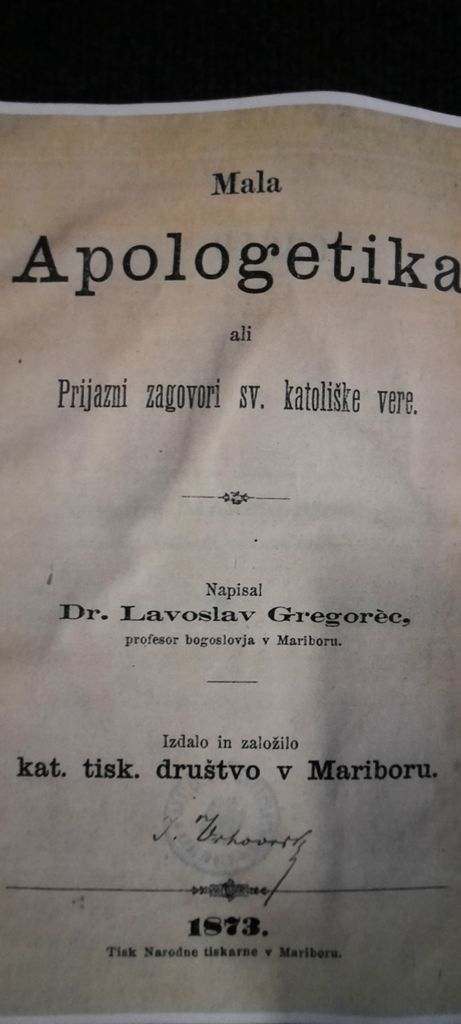 Mala
Apologetika
ali
Prijazni zagovori sv. katoliške vere.
Napisal
Dr. Lavoslav Gregorèc,
profesor bogoslovja v Mariboru.
Izdalo in založilo
kat. tisk. društvo v Mariboru.
1873.
Tisk Narodne tiskarne v Mariboru.